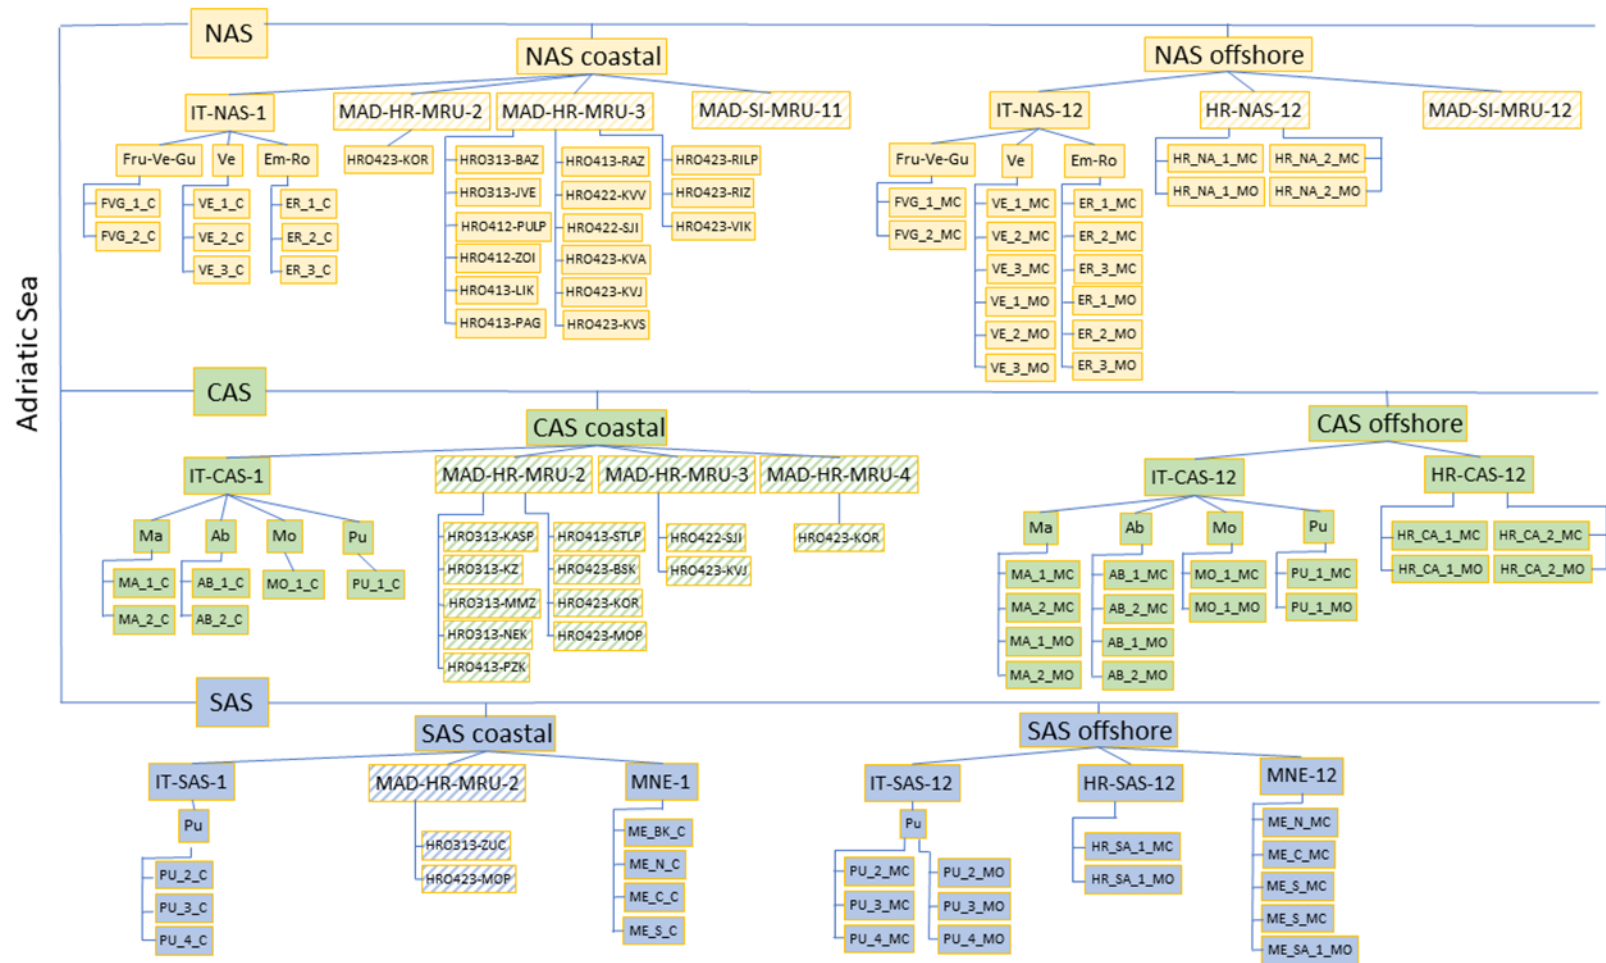 Adriatic Sea
NAS
NAS coastal
NAS offshore
IT-NAS-1
MAD-HR-MRU-2
MAD-HR-MRU-3
MAD-SI-MRU-11
IT-NAS-12
HR-NAS-12
MAD-SI-MRU-12
Fru-Ve-Gu
Ve
Em-Ro
FVG_1_C
FVG_2_C
VE_1_C
VE_2_C
VE_3_C
ER_1_C
ER_2_C
ER_3_C
HRO423-KOR
HRO313-BAZ
HRO313-JVE
HRO412-PULP
HRO412-ZOI
HRO413-LIK
HRO413-PAG
HRO413-RAZ
HRO422-KVV
HRO422-SJI
HRO423-KVA
HRO423-KVJ
HRO423-KVS
HRO423-RILP
HRO423-RIZ
HRO423-VIK
Fru-Ve-Gu
Ve
Em-Ro
FVG_1_MC
FVG_2_MC
VE_1_MC
VE_2_MC
VE_3_MC
VE_1_MO
VE_2_MO
VE_3_MO
ER_1_MC
ER_2_MC
ER_3_MC
ER_1_MO
ER_2_MO
ER_3_MO
HR_NA_1_MC
HR_NA_1_MO
HR_NA_2_MC
HR_NA_2_MO
CAS
CAS coastal
CAS offshore
IT-CAS-1
MAD-HR-MRU-2
MAD-HR-MRU-3
MAD-HR-MRU-4
IT-CAS-12
HR-CAS-12
Ma
Ab
Mo
Pu
MA_1_C
MA_2_C
AB_1_C
AB_2_C
MO_1_C
PU_1_C
HRO313-KASP
HRO313-KZ
HRO313-MMZ
HRO313-NEK
HRO413-PZK
HRO413-STLP
HRO423-BSK
HRO423-KOR
HRO423-MOP
HRO422-SJI
HRO423-KVJ
HRO423-KOR
Ma
Ab
Mo
Pu
MA_1_MC
MA_2_MC
MA_1_MO
MA_2_MO
AB_1_MC
AB_2_MC
AB_1_MO
AB_2_MO
MO_1_MC
MO_1_MO
PU_1_MC
PU_1_MO
HR_CA_1_MC
HR_CA_1_MO
HR_CA_2_MC
HR_CA_2_MO
SAS
SAS coastal
SAS offshore
IT-SAS-1
MAD-HR-MRU-2
MNE-1
IT-SAS-12
HR-SAS-12
MNE-12
Pu
PU_2_C
PU_3_C
PU_4_C
HRO313-ZUC
HRO423-MOP
ME_BK_C
ME_N_C
ME_C_C
ME_S_C
Pu
PU_2_MC
PU_3_MC
PU_4_MC
PU_2_MO
PU_3_MO
PU_4_MO
HR_SA_1_MC
HR_SA_1_MO
ME_N_MC
ME_C_MC
ME_S_MC
ME_S_MC
ME_SA_1_MO